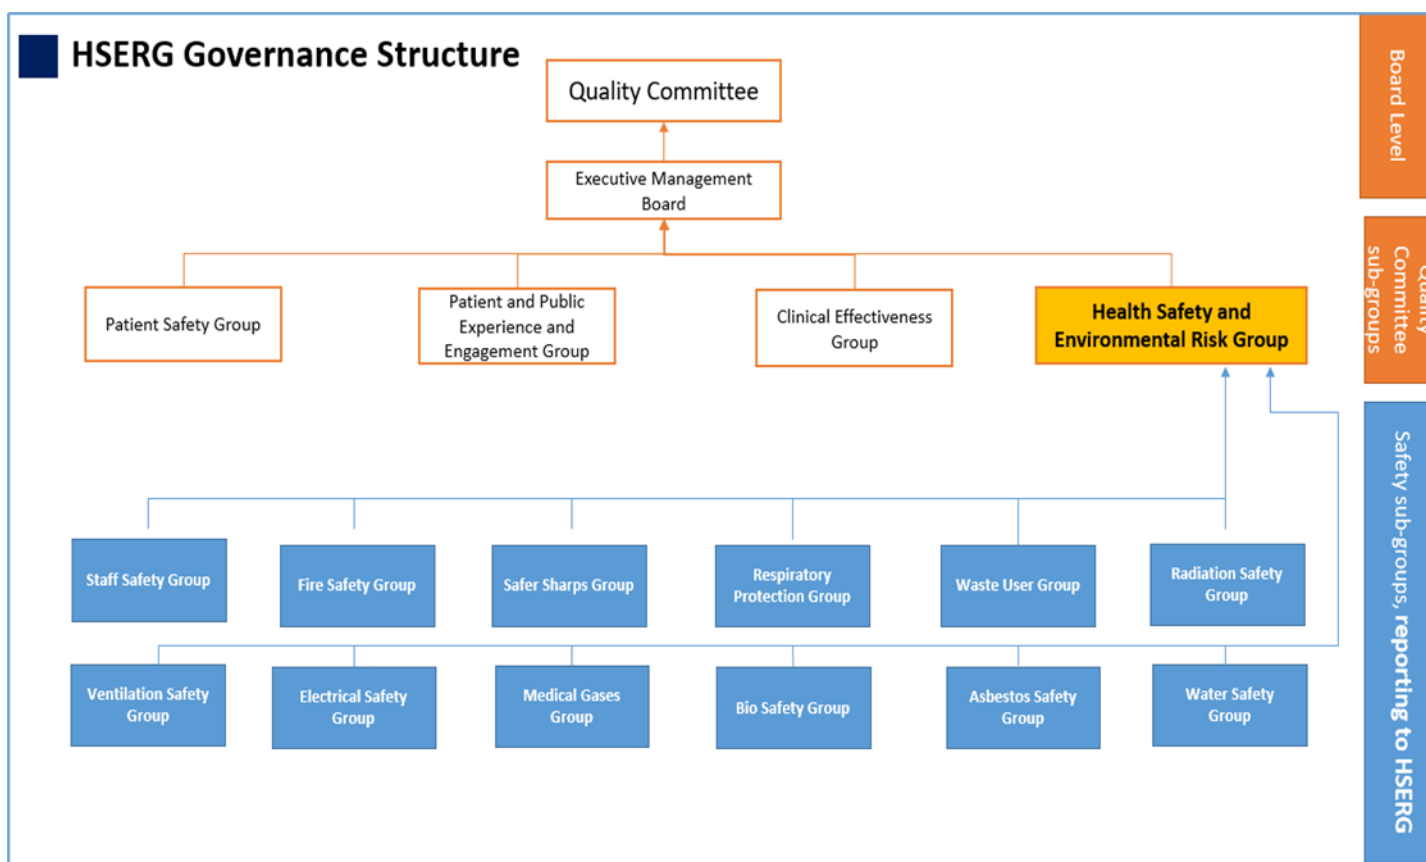 HSERG Governance Structure
Quality Committee
Executive Management
Board
Patient Safety Group
Patient and Public
Experience and
Engagement Group
Clinical Effectiveness
Group
Health Safety and
Environmental Risk Group
Staff Safety Group
Fire Safety Group
Safer Sharps Group
Respiratory
Protection Group
Waste User Group
Radiation Safety
Group
Ventilation Safety
Group
Electrical Safety
Group
Medical Gases
Group
Bio Safety Group
Asbestos Safety
Group
Water Safety
Group
Board Level
Quality
Committee
sub-groups
Safety sub-groups, reporting to HSERG